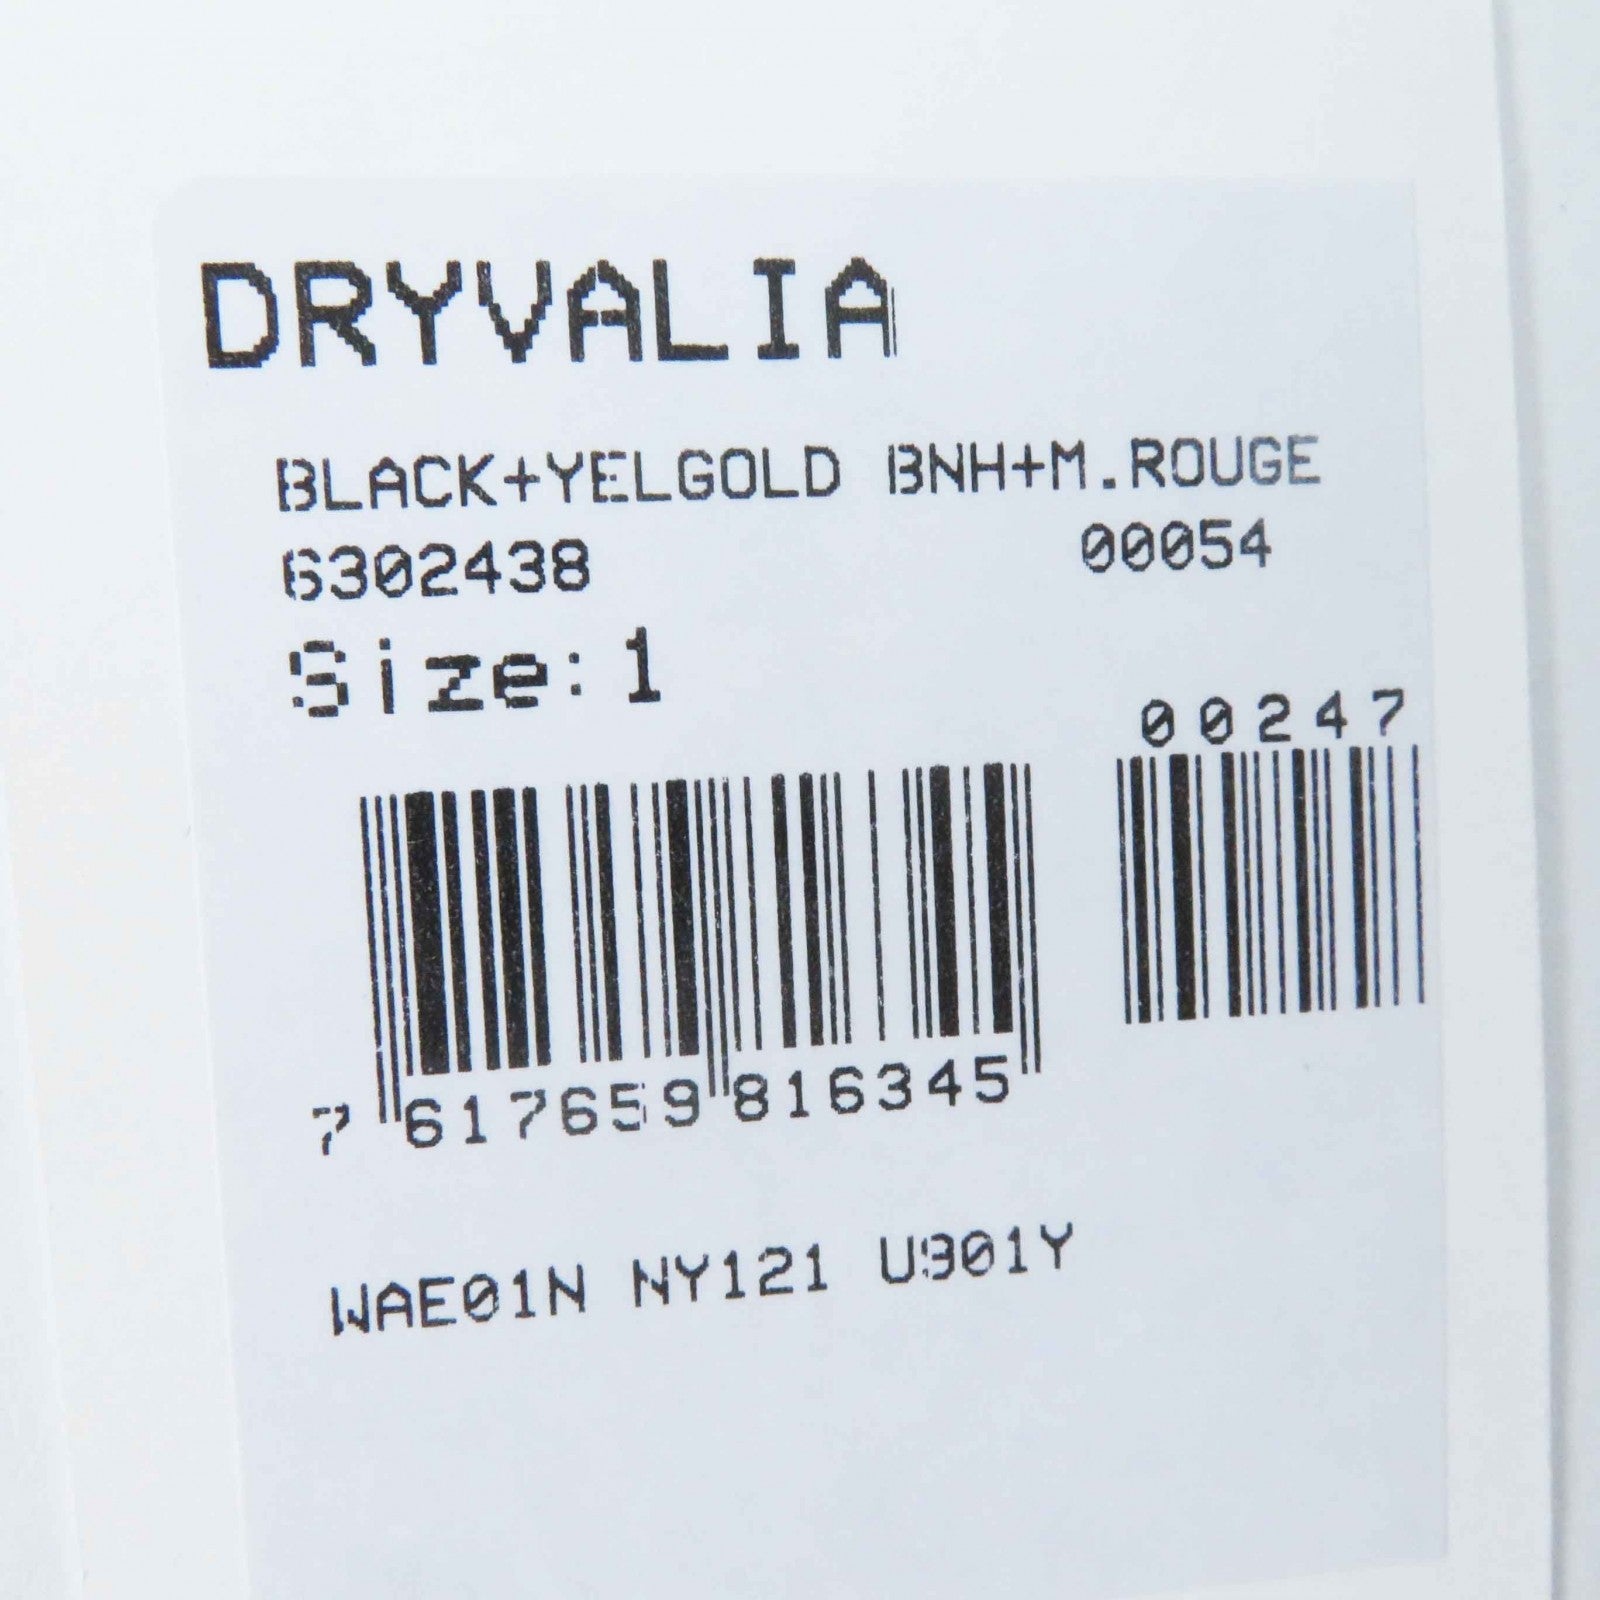 DRYVALIA
BLACK+YELGOLD BNH+M.ROUGE
6302438 00054
Size:1
00247
7 617659 816345
WAE01N NY121 U901Y